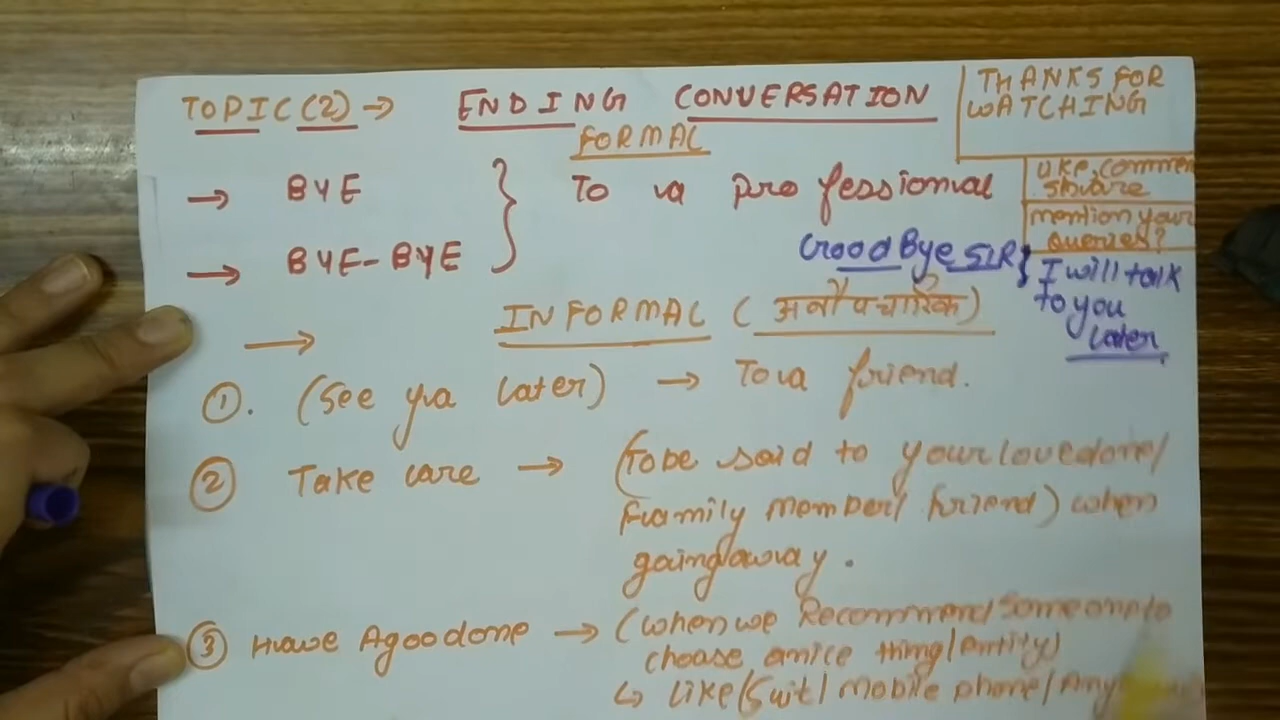 TOPIC (2) → ENDING CONVERSATION
FORMAL
THANKS FOR
WATCHING
→ BYE
→ BYE-BYE
} To a professional
LIKE, commen
share
mention your
queries?
Good Bye SIR } I will talk
to you
later
→ INFORMAL (अनौपचारिक)
①. (See ya later) → To a friend.
② Take care → (To be said to your loved one/
Family member/ friend) when
going away.
③ Have A good one → (when we Recommend someone to
choose a nice thing/entity)
↳ Like/Suit/mobile phone/Any